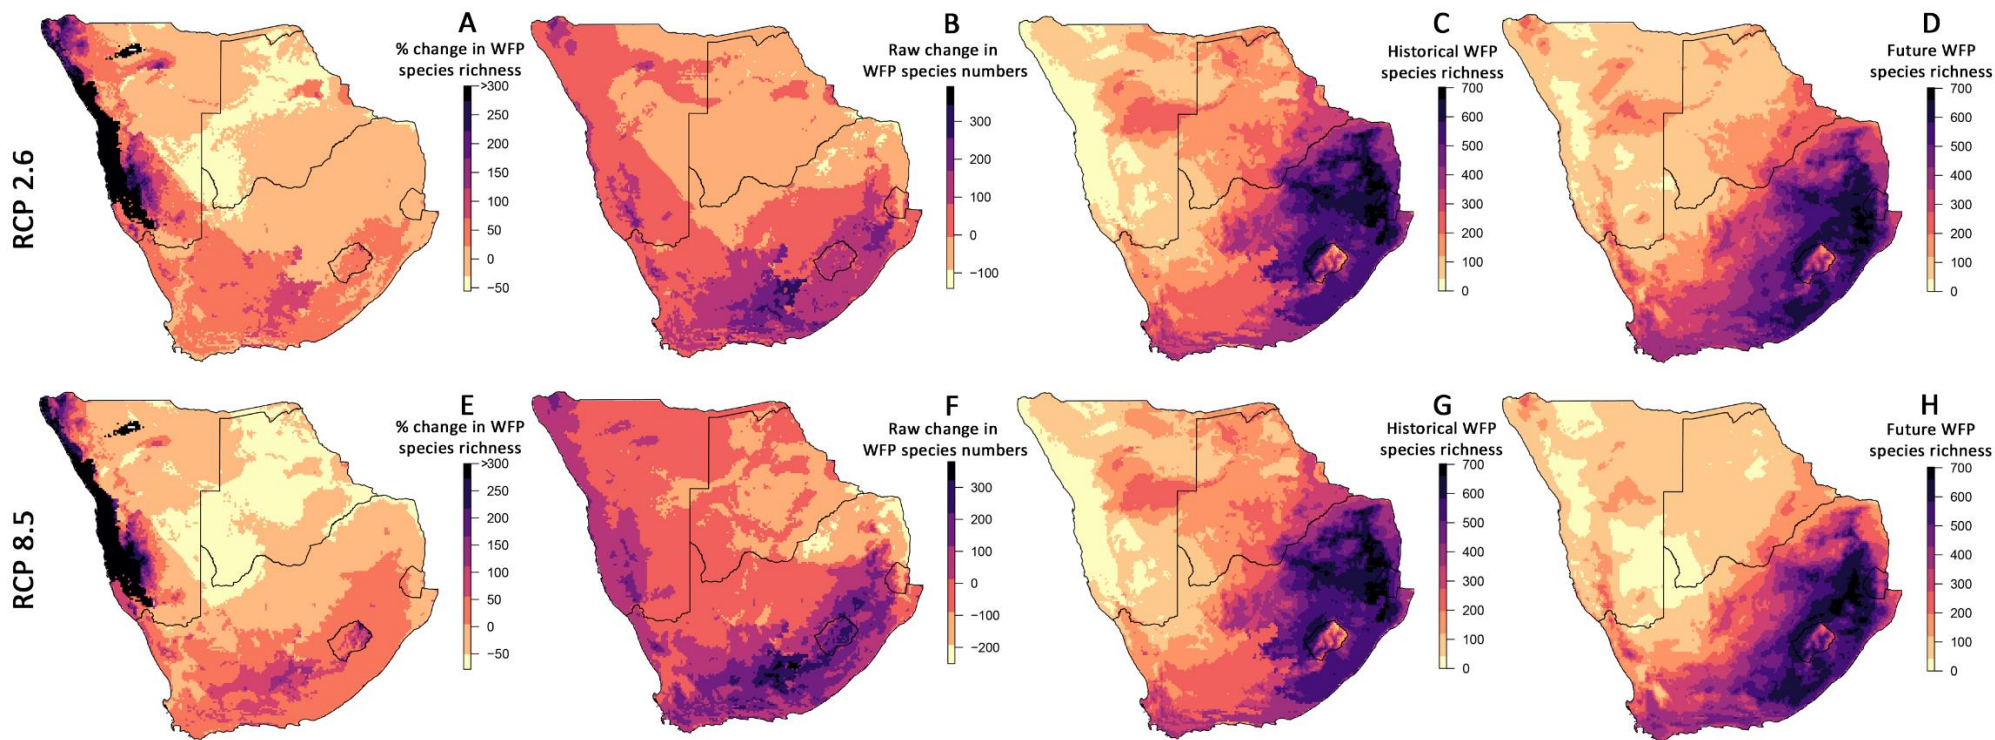 RCP 2.6
A
% change in WFP
species richness
>300
250
200
150
100
50
0
−50
B
Raw change in
WFP species numbers
300
200
100
0
−100
C
Historical WFP
species richness
700
600
500
400
300
200
100
0
D
Future WFP
species richness
700
600
500
400
300
200
100
0
RCP 8.5
E
% change in WFP
species richness
>300
250
200
150
100
50
0
−50
F
Raw change in
WFP species numbers
300
200
100
0
−100
−200
G
Historical WFP
species richness
700
600
500
400
300
200
100
0
H
Future WFP
species richness
700
600
500
400
300
200
100
0